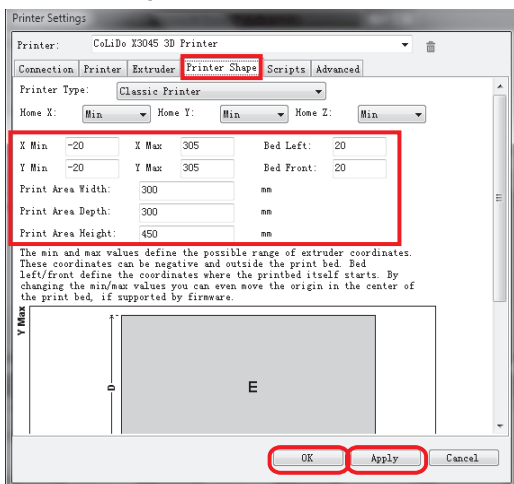 Printer Settings
Printer: CoLiDo X3045 3D Printer
Connection Printer Extruder Printer Shape Scripts Advanced
Printer Type: Classic Printer
Home X: Min Home Y: Min Home Z: Min
X Min -20 X Max 305 Bed Left: 20
Y Min -20 Y Max 305 Bed Front: 20
Print Area Width: 300 mm
Print Area Depth: 300 mm
Print Area Height: 450 mm
The min and max values define the possible range of extruder coordinates.
These coordinates can be negative and outside the print bed. Bed
left/front define the coordinates where the printbed itself starts. By
changing the min/max values you can even move the origin in the center of
the print bed, if supported by firmware.
Y Max
D
E
OK Apply Cancel